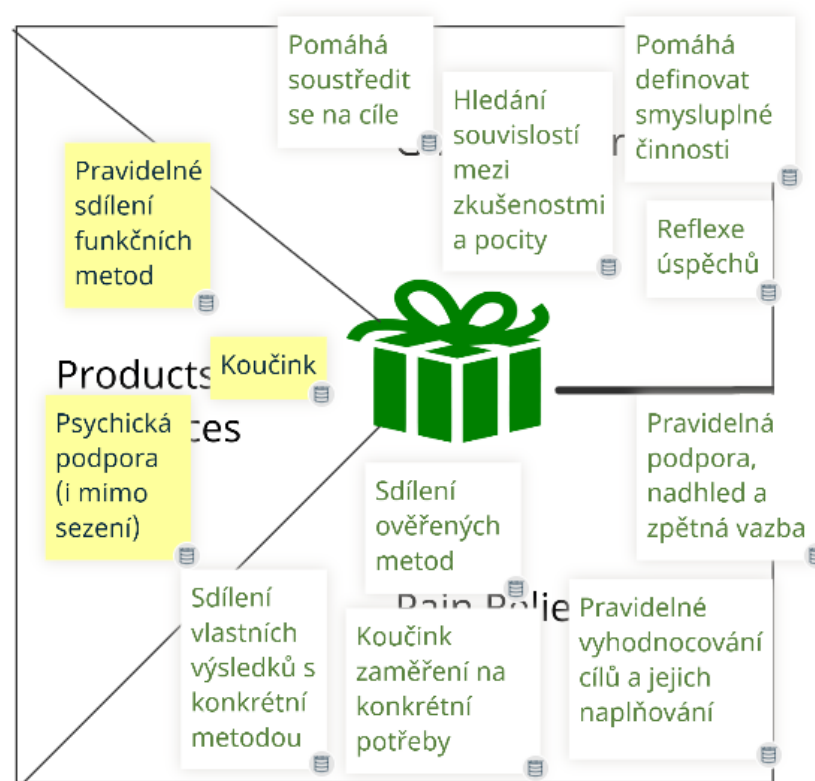 Pomáhá
soustředit
se na cíle
Hledání
souvislostí
mezi
zkušenostmi
a pocity
Pomáhá
definovat
smysluplné
činnosti
Reflexe
úspěchů
Pravidelné
sdílení
funkčních
metod
Products
Koučink
Psychická
podpora
(i mimo
sezení)
Pravidelná
podpora,
nadhled a
zpětná vazba
Sdílení
ověřených
metod
Pain Relie
Sdílení
vlastních
výsledků s
konkrétní
metodou
Koučink
zaměření na
konkrétní
potřeby
Pravidelné
vyhodnocování
cílů a jejich
naplňování